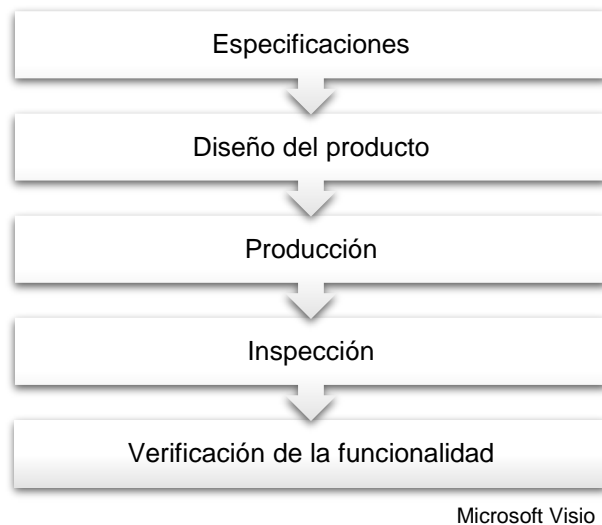 Especificaciones
Diseño del producto
Producción
Inspección
Verificación de la funcionalidad
Microsoft Visio